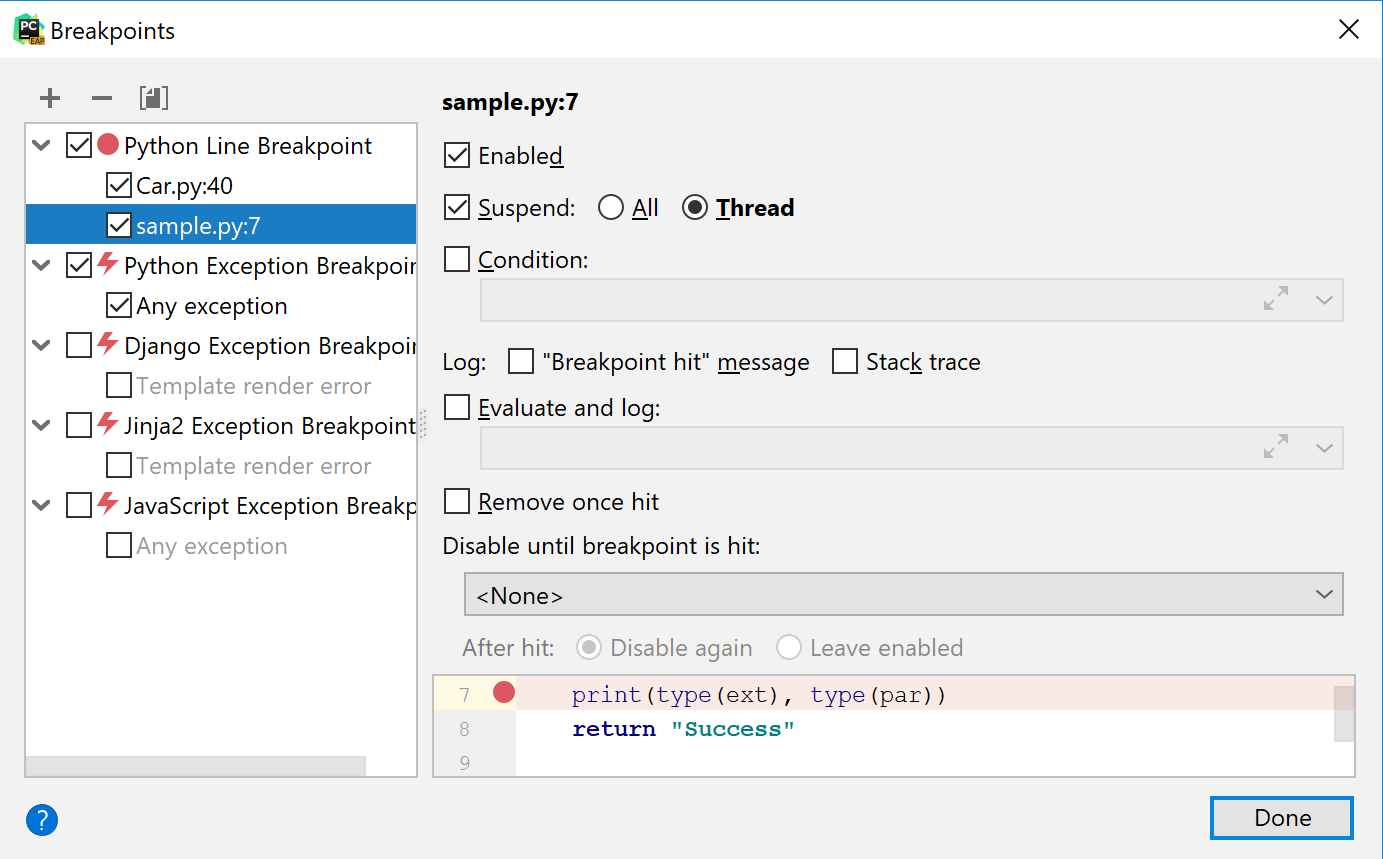 PC
EAP
Breakpoints
Python Line Breakpoint
Car.py:40
sample.py:7
Python Exception Breakpoin
Any exception
Django Exception Breakpoin
Template render error
Jinja2 Exception Breakpoint
Template render error
JavaScript Exception Breakp
Any exception
sample.py:7
Enabled
Suspend: All Thread
Condition:
Log: "Breakpoint hit" message Stack trace
Evaluate and log:
Remove once hit
Disable until breakpoint is hit:
<None>
After hit: Disable again Leave enabled
7 print(type(ext), type(par))
8 return "Success"
9
?
Done